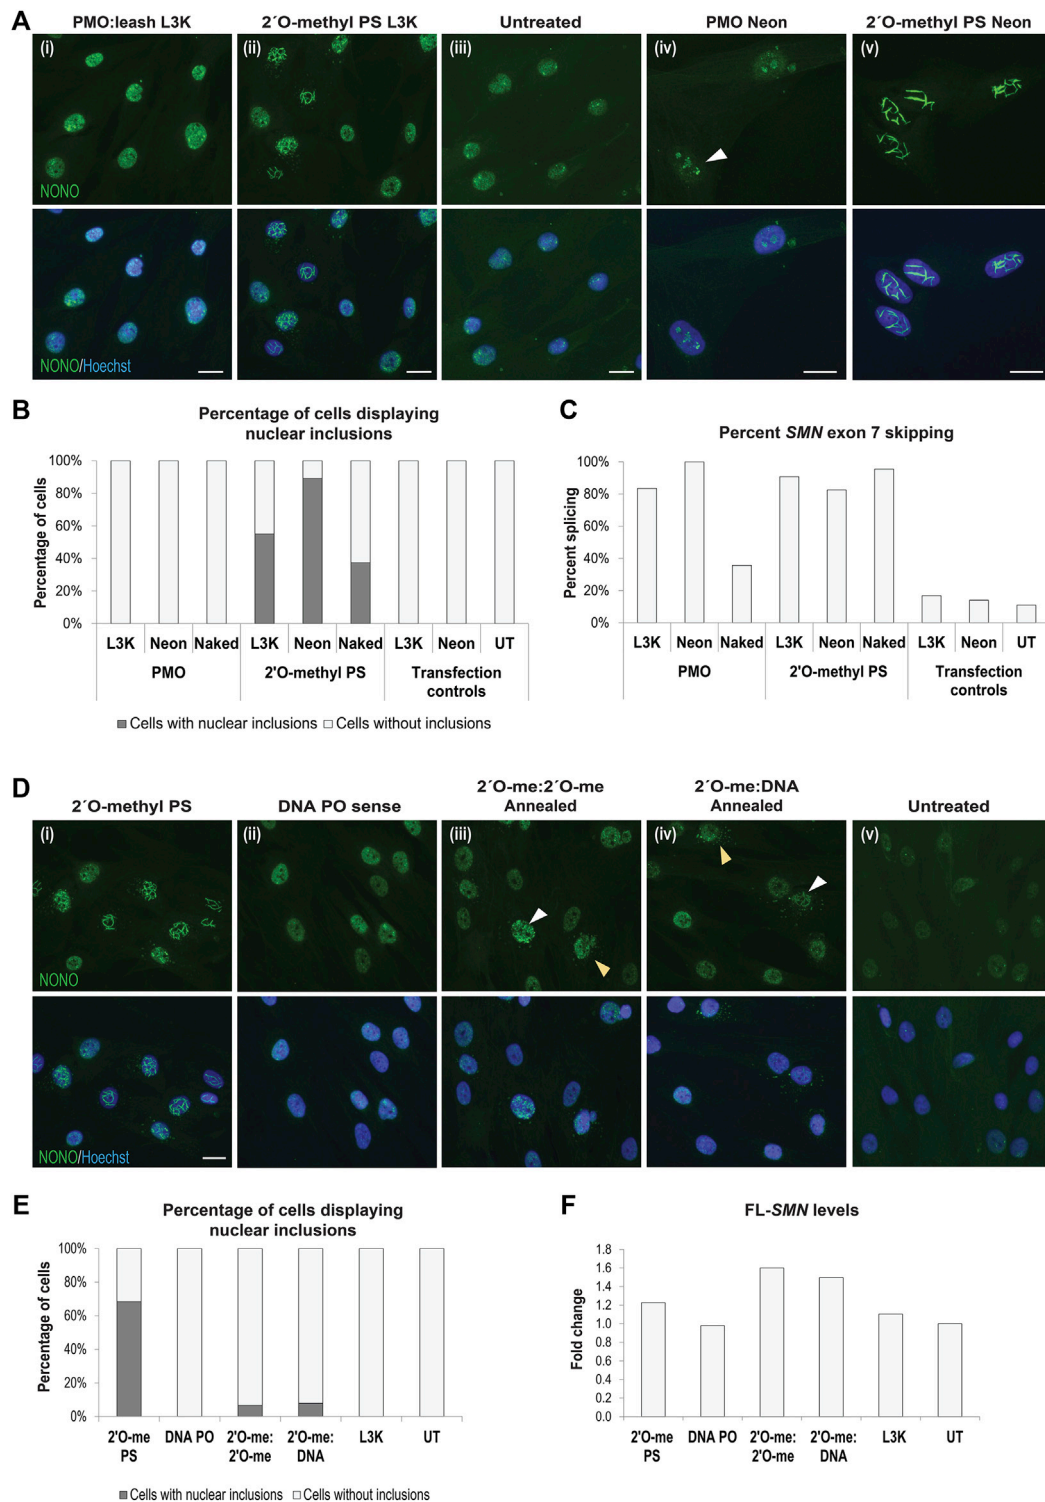 A
PMO:leash L3K
2´O-methyl PS L3K
Untreated
PMO Neon
2´O-methyl PS Neon
(i)
(ii)
(iii)
(iv)
(v)
NONO
NONO/Hoechst
B
Percentage of cells displaying
nuclear inclusions
Percentage of cells
100%
80%
60%
40%
20%
0%
L3K Neon Naked L3K Neon Naked L3K Neon UT
PMO 2'O-methyl PS Transfection
controls
Cells with nuclear inclusions Cells without inclusions
C
Percent SMN exon 7 skipping
Percent splicing
100%
80%
60%
40%
20%
0%
L3K Neon Naked L3K Neon Naked L3K Neon UT
PMO 2'O-methyl PS Transfection
controls
D
2´O-methyl PS
DNA PO sense
2´O-me:2´O-me
Annealed
2´O-me:DNA
Annealed
Untreated
(i)
(ii)
(iii)
(iv)
(v)
NONO
NONO/Hoechst
E
Percentage of cells displaying
nuclear inclusions
Percentage of cells
100%
80%
60%
40%
20%
0%
2'O-me
PS
DNA PO
2'O-me:
2'O-me
2'O-me:
DNA
L3K
UT
Cells with nuclear inclusions Cells without inclusions
F
FL-SMN levels
Fold change
1.8
1.6
1.4
1.2
1.0
0.8
0.6
0.4
0.2
0.0
2'O-me
PS
DNA PO
2'O-me:
2'O-me
2'O-me:
DNA
L3K
UT